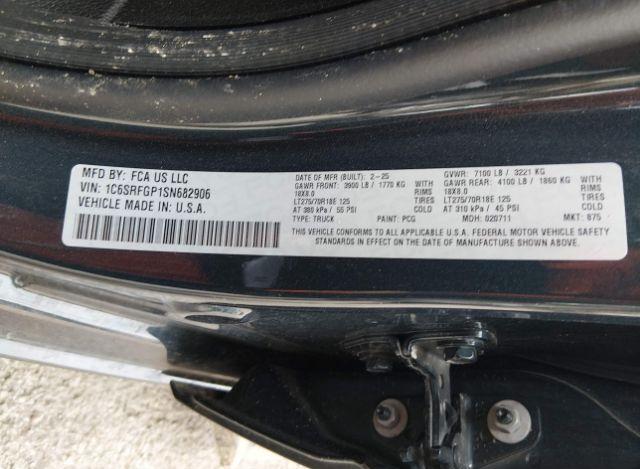 MFD BY: FCA US LLC
VIN: 1C6SRFGP1SN682906
VEHICLE MADE IN: U.S.A.
DATE OF MFR (BUILT): 2-25
GAWR FRONT: 3900 LB / 1770 KG WITH
18X8.0 RIMS
LT275/70R18E 125 TIRES
AT 380 kPa / 55 PSI COLD
TYPE: TRUCK PAINT: PCG
GVWR: 7100 LB / 3221 KG
GAWR REAR: 4100 LB / 1860 KG WITH
18X8.0 RIMS
LT275/70R18E 125 TIRES
AT 310 kPa / 45 PSI COLD
MDH: 020711 MKT: 875
THIS VEHICLE CONFORMS TO ALL APPLICABLE U.S.A. FEDERAL MOTOR VEHICLE SAFETY
STANDARDS IN EFFECT ON THE DATE OF MANUFACTURE SHOWN ABOVE.